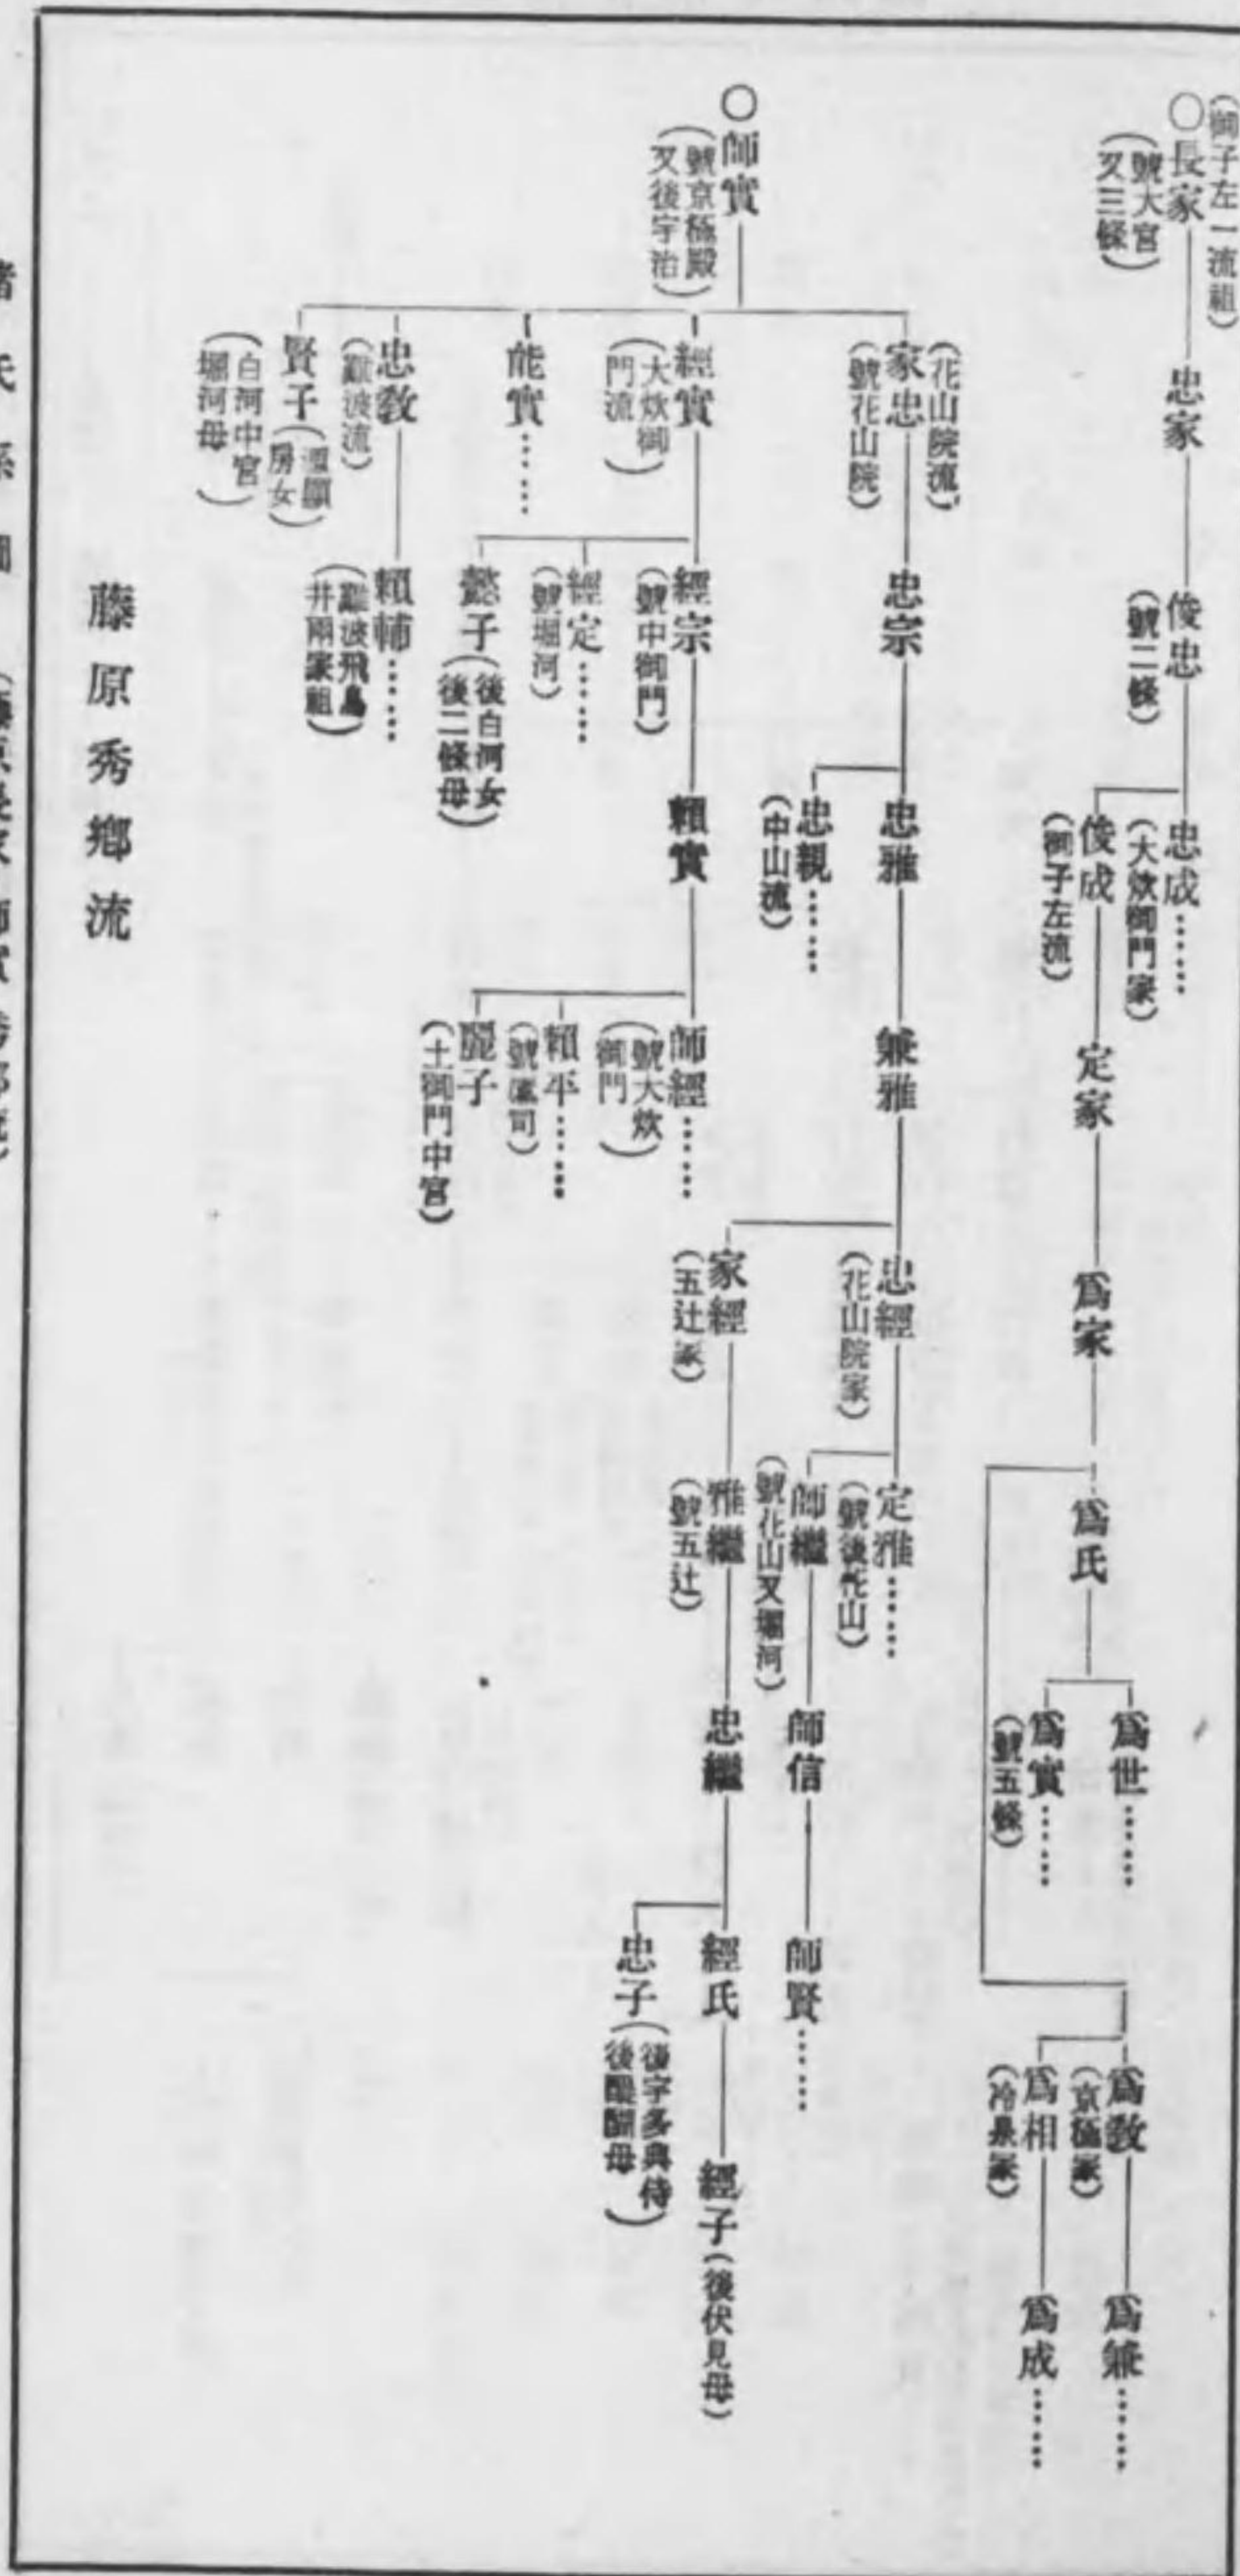 (御子左一流祖)
○長家
(號大宮
又三條)
忠家
俊忠
(號二條)
忠成……
(大炊御門家)
俊成
(御子左流)
定家
爲家
爲氏
爲世……
爲實……
(號五條)
爲教
(京極家)
爲兼……
爲相
(冷泉家)
爲成……
○師實
(號京極殿
又後宇治)
(花山院流)
家忠
(號花山院)
忠宗
忠雅
兼雅
忠經
(花山院家)
定雅……
(號後花山)
師繼
(號花山又堀河)
師信
師賢……
家經
(五辻家)
雅繼
(號五辻)
忠繼
經氏
經子(後伏見母)
忠子(後宇多典侍
後醍醐母)
忠親……
(中山流)
經實
(大炊御
門流)
經宗
(號中御門)
賴實
師經……
(號大炊
御門)
賴平……
(號鷹司)
麗子
(土御門中宮)
經定……
(號堀河)
懿子(後白河女
後二條母)
能實……
忠教
(難波流)
賴輔……
(難波飛鳥
井兩家祖)
賢子(源顯
房女)
(白河中宮
堀河母)
藤原秀鄕流
諸氏系圖